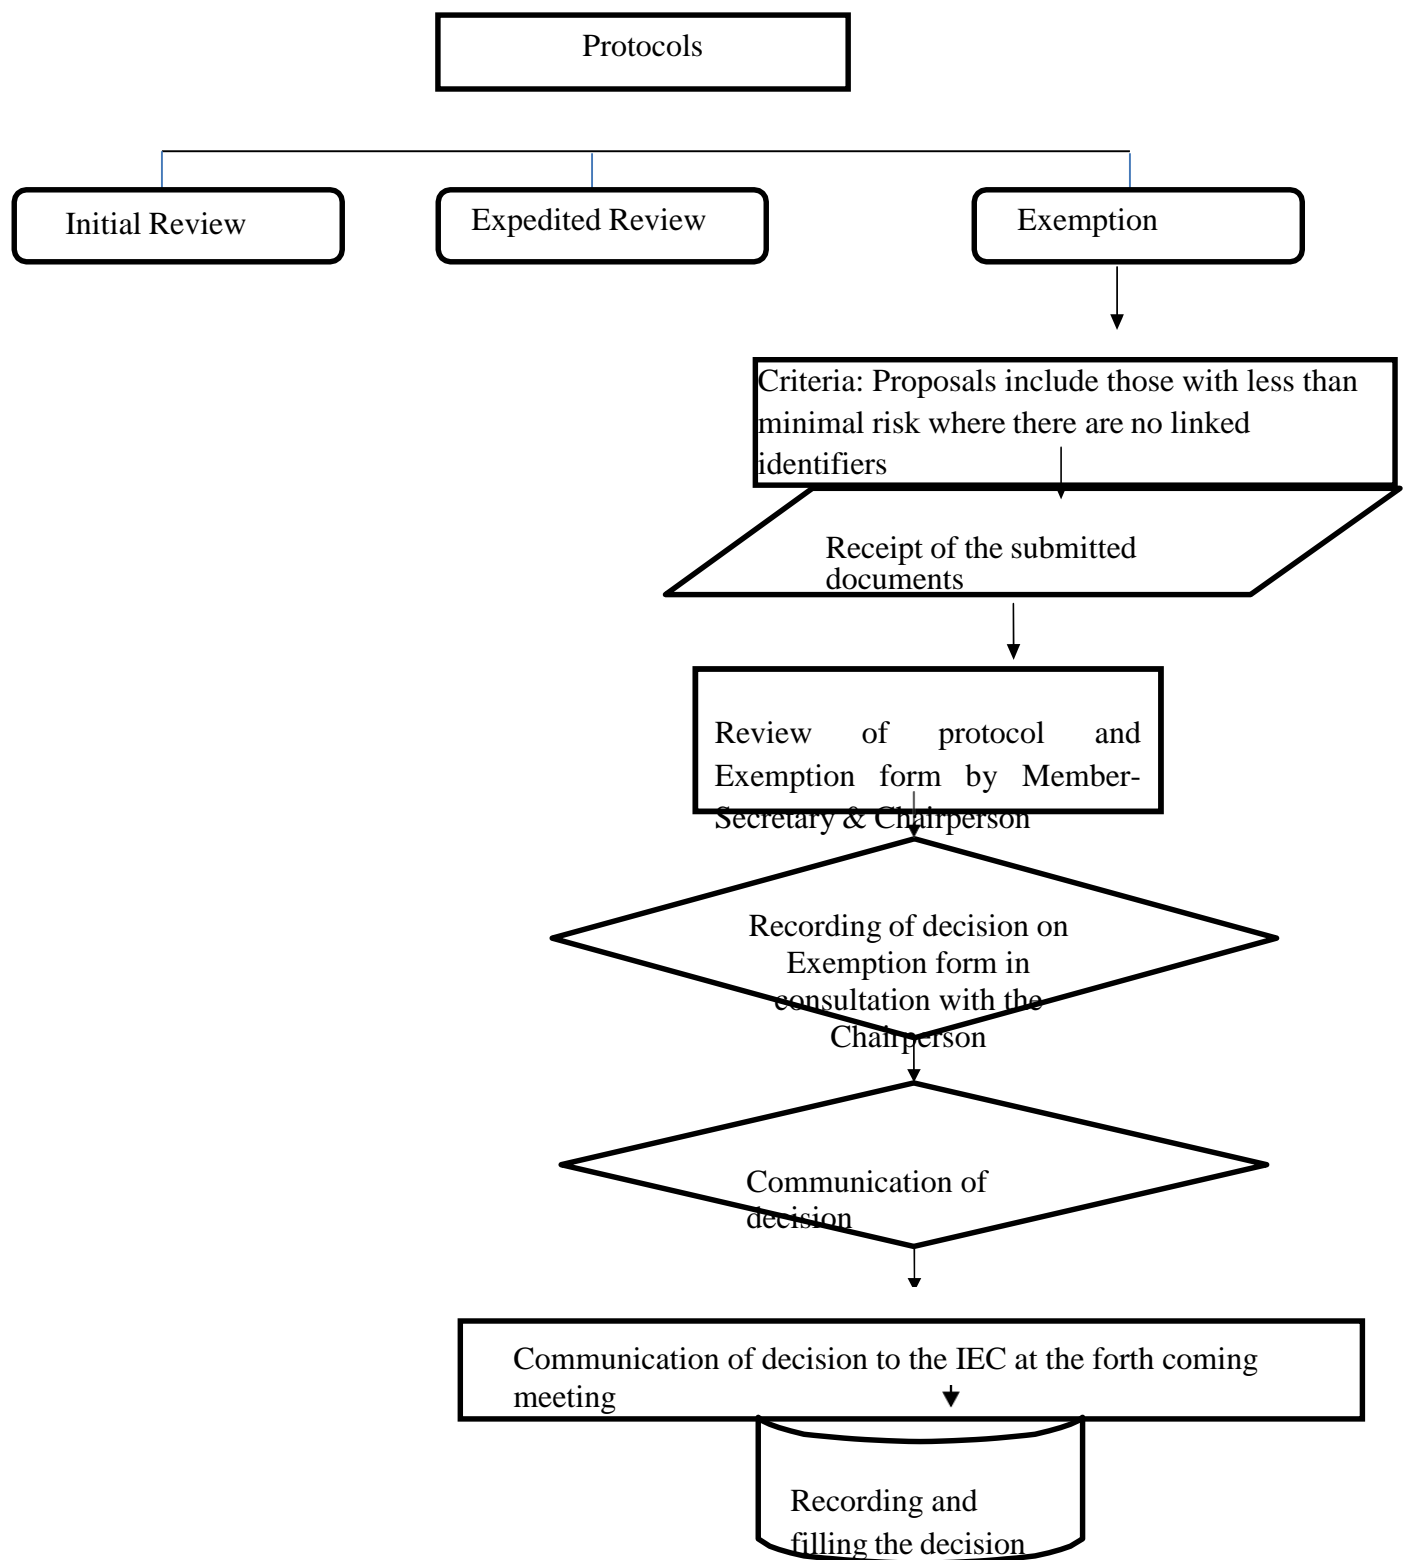 Protocols
Initial Review
Expedited Review
Exemption
Criteria: Proposals include those with less than
minimal risk where there are no linked
identifiers
Receipt of the submitted
documents
Review of protocol and
Exemption form by Member-
Secretary & Chairperson
Recording of decision on
Exemption form in
consultation with the
Chairperson
Communication of
decision
Communication of decision to the IEC at the forth coming
meeting
Recording and
filling the decision